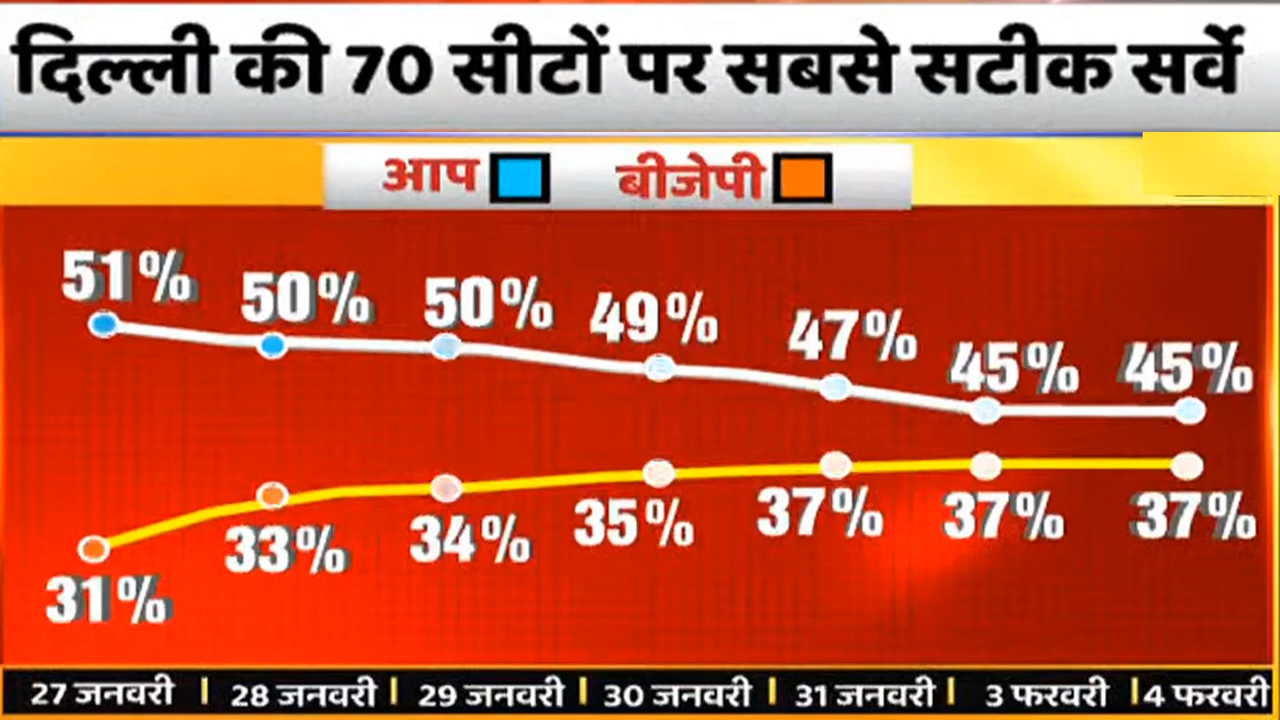 दिल्ली की 70 सीटों पर सबसे सटीक सर्वे
आप बीजेपी
51% 50% 50% 49% 47% 45% 45%
31% 33% 34% 35% 37% 37% 37%
27 जनवरी | 28 जनवरी | 29 जनवरी | 30 जनवरी | 31 जनवरी | 3 फरवरी | 4 फरवरी